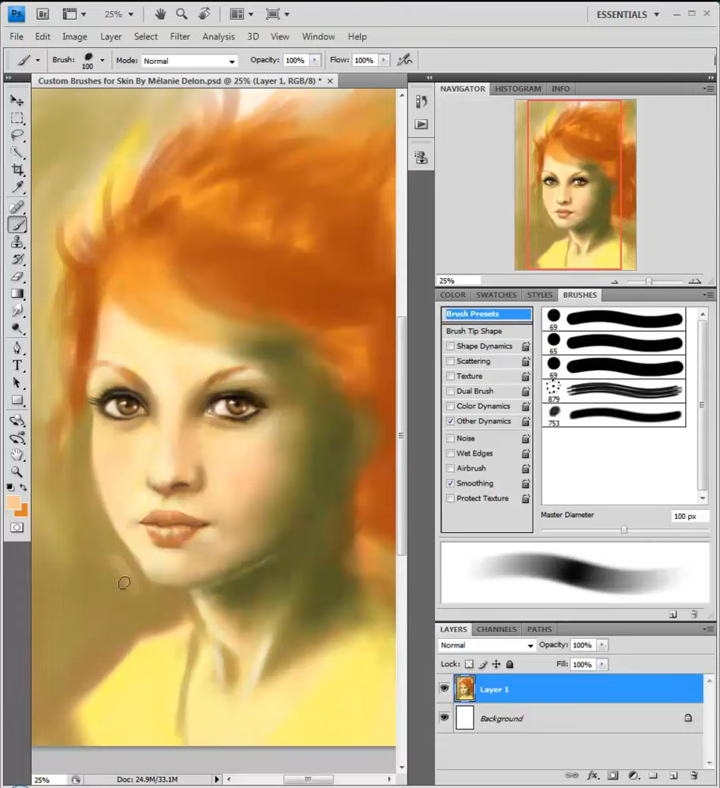 Ps Br 25% ESSENTIALS
File Edit Image Layer Select Filter Analysis 3D View Window Help
Brush: 100 Mode: Normal Opacity: 100% Flow: 100%
Custom Brushes for Skin By Mélanie Delon.psd @ 25% (Layer 1, RGB/8) *
NAVIGATOR HISTOGRAM INFO
25%
COLOR SWATCHES STYLES BRUSHES
Brush Presets
Brush Tip Shape
Shape Dynamics
Scattering
Texture
Dual Brush
Color Dynamics
Other Dynamics
Noise
Wet Edges
Airbrush
Smoothing
Protect Texture
69
65
69
879
753
Master Diameter 100 px
LAYERS CHANNELS PATHS
Normal Opacity: 100%
Lock: Fill: 100%
Layer 1
Background
25% Doc: 24.9M/33.1M